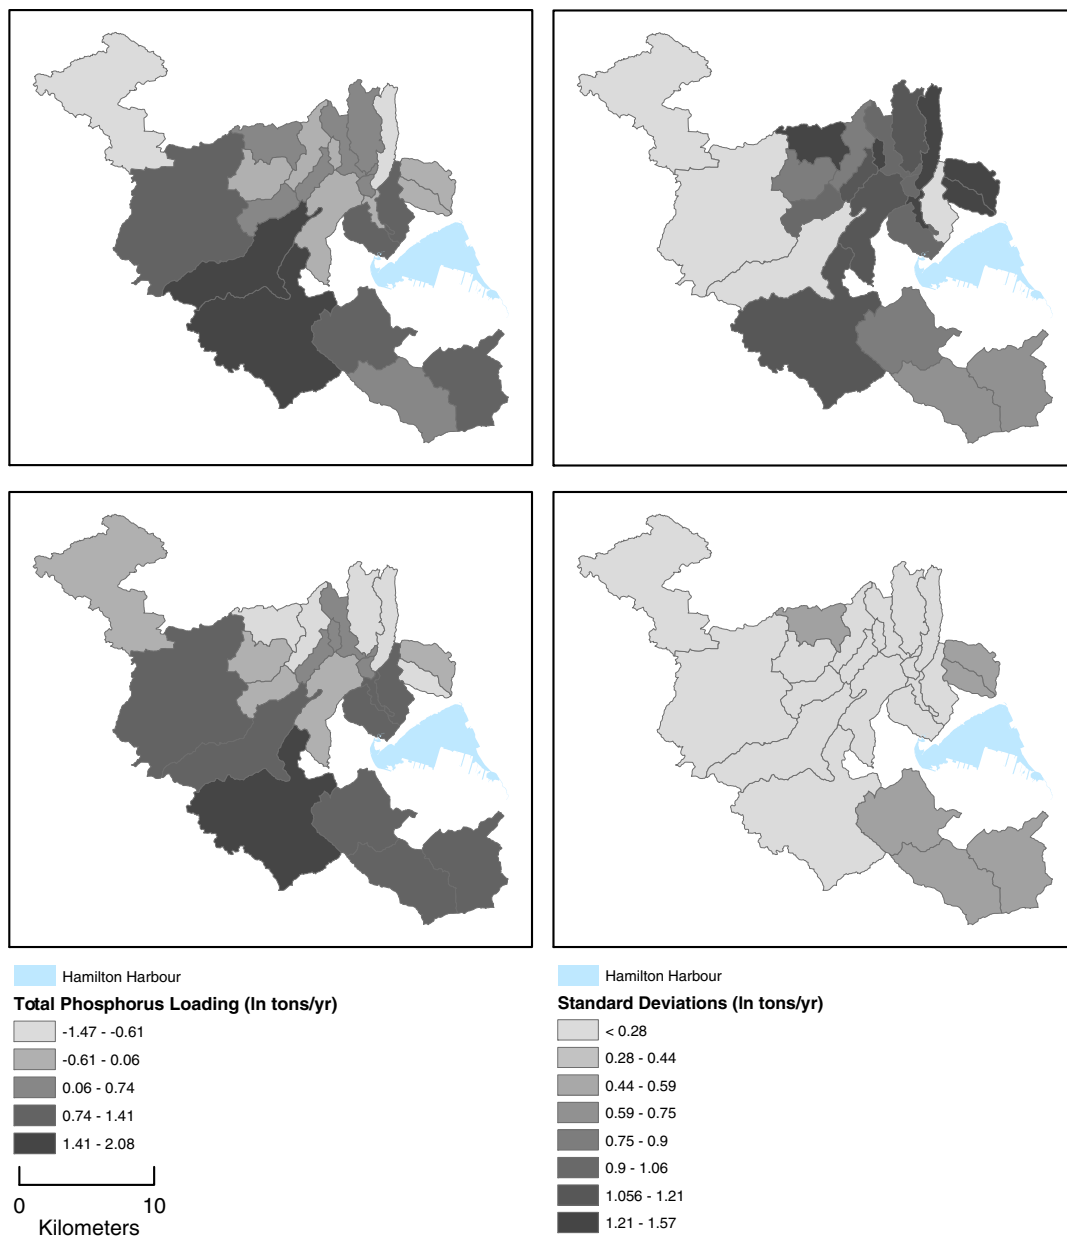 Hamilton Harbour
Total Phosphorus Loading (ln tons/yr)
-1.47 - -0.61
-0.61 - 0.06
0.06 - 0.74
0.74 - 1.41
1.41 - 2.08
0 10
Kilometers
Hamilton Harbour
Standard Deviations (ln tons/yr)
< 0.28
0.28 - 0.44
0.44 - 0.59
0.59 - 0.75
0.75 - 0.9
0.9 - 1.06
1.056 - 1.21
1.21 - 1.57